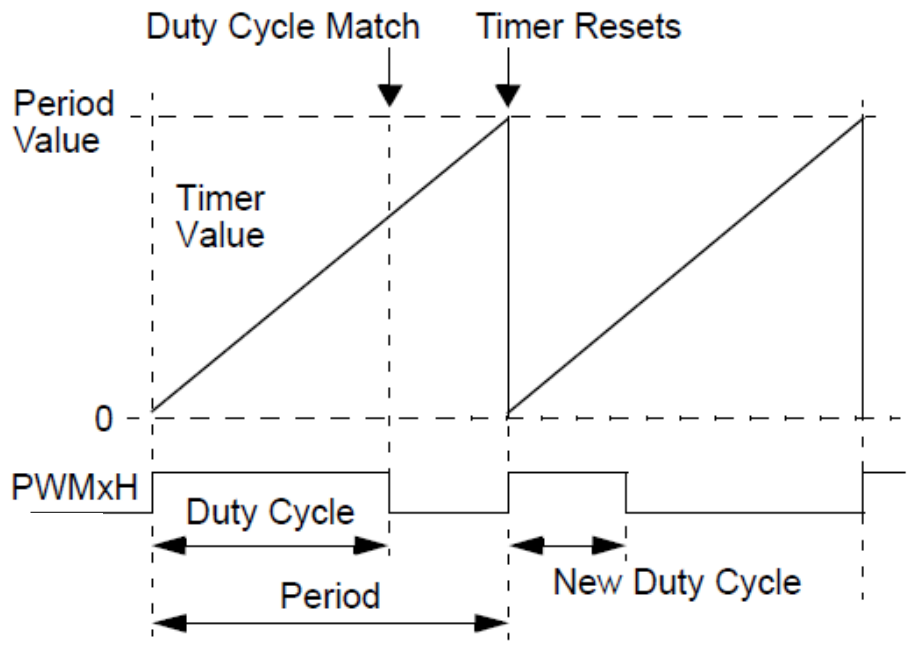 Duty Cycle Match
Timer Resets
Period
Value
Timer
Value
0
PWMxH
Duty Cycle
New Duty Cycle
Period